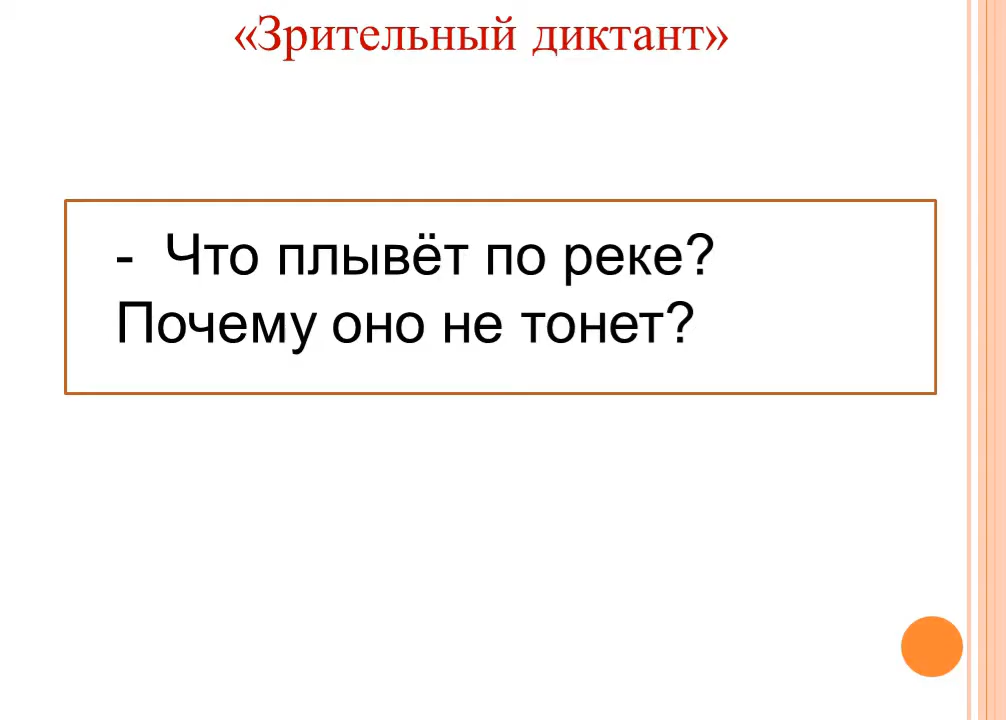 «Зрительный диктант»
- Что плывёт по реке?
Почему оно не тонет?